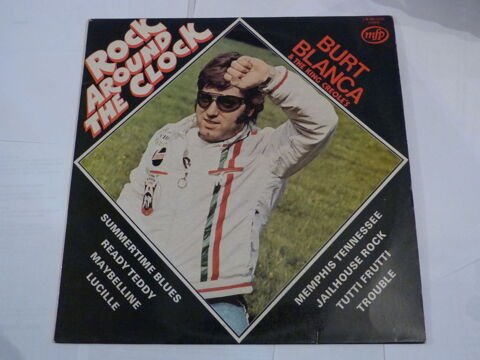 ROCK
AROUND
THE CLOCK
mfp
BURT
BLANCA
& THE KING CREOLE'S
SUMMERTIME BLUES
READY TEDDY
MAYBELLINE
LUCILLE
MEMPHIS TENNESSEE
JAILHOUSE ROCK
TUTTI FRUTTI
TROUBLE